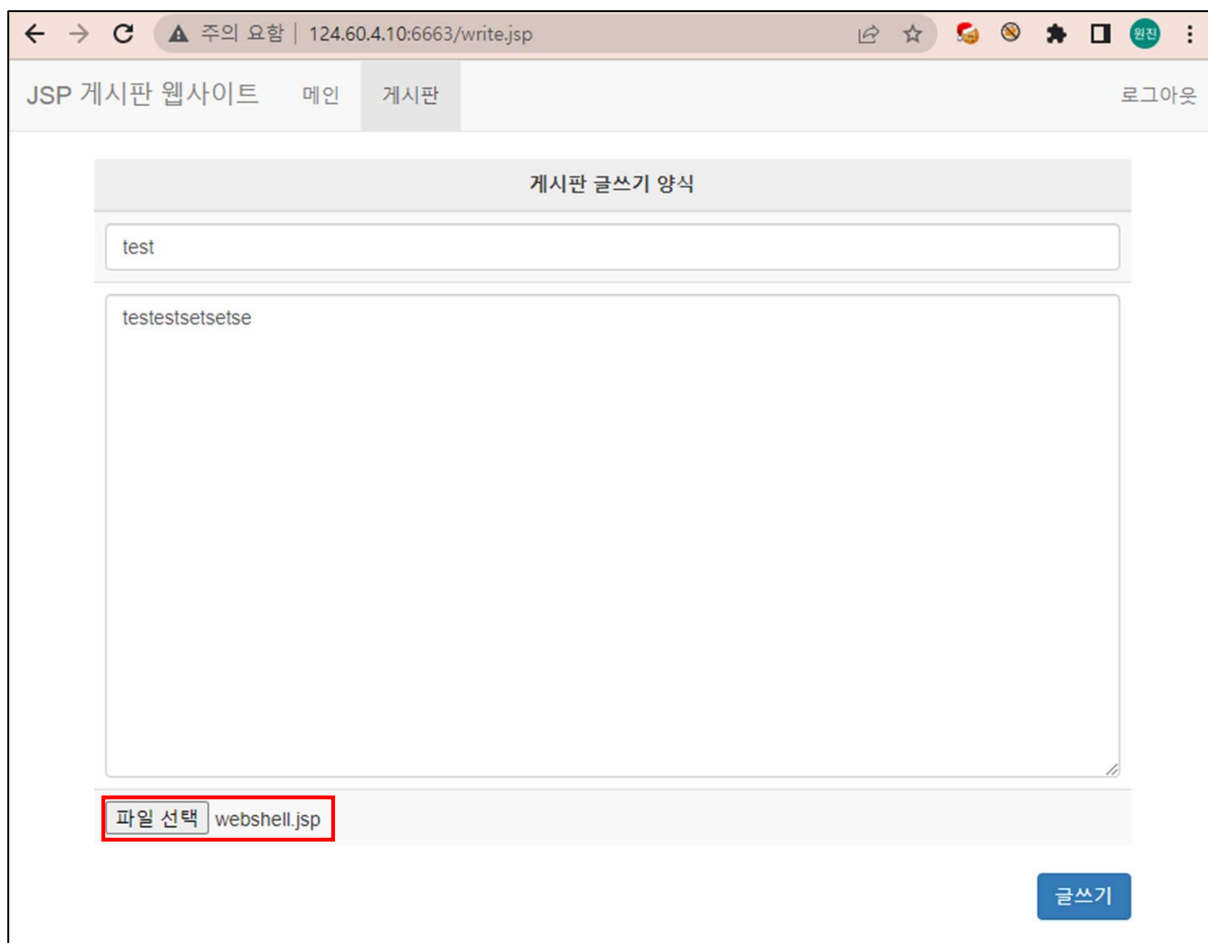 주의 요함 | 124.60.4.10:6663/write.jsp 원진
JSP 게시판 웹사이트 메인 게시판 로그아웃
게시판 글쓰기 양식
test
testestsetsetse
파일 선택 webshell.jsp
글쓰기